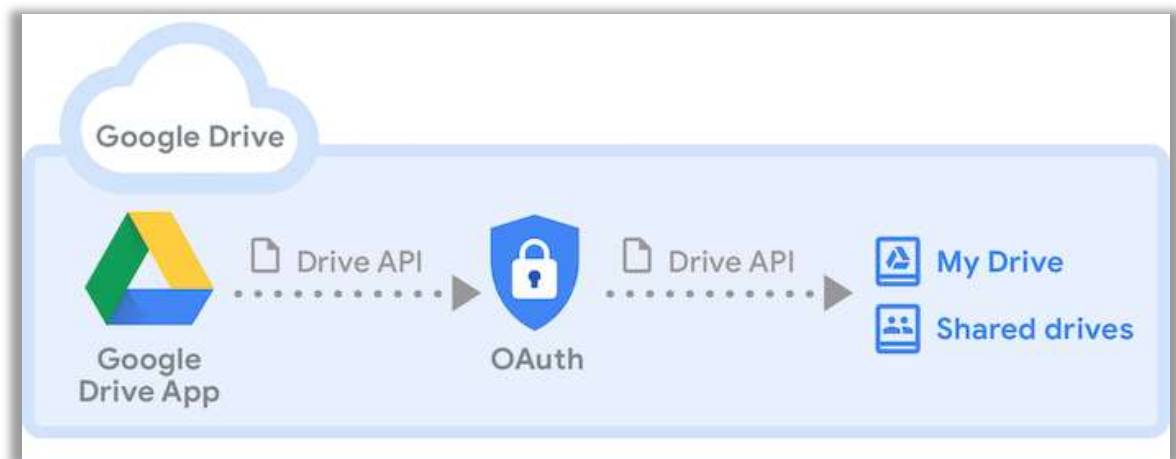 Google Drive
Drive API
Drive API
My Drive
Shared drives
Google
Drive App
OAuth